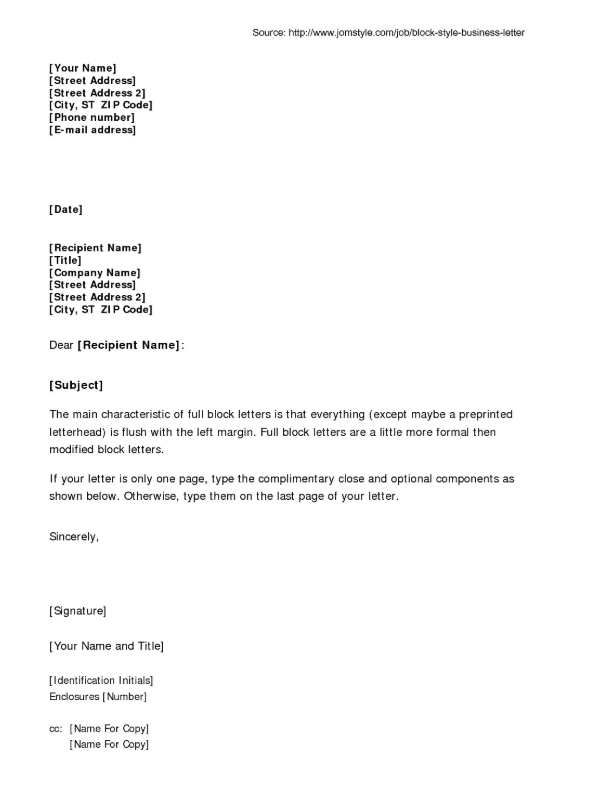 Source: http://www.jomstyle.com/job/block-style-business-letter
[Your Name]
[Street Address]
[Street Address 2]
[City, ST  ZIP Code]
[Phone number]
[E-mail address]
[Date]
[Recipient Name]
[Title]
[Company Name]
[Street Address]
[Street Address 2]
[City, ST  ZIP Code]
Dear [Recipient Name]:
[Subject]
The main characteristic of full block letters is that everything (except maybe a preprinted
letterhead) is flush with the left margin. Full block letters are a little more formal then
modified block letters.
If your letter is only one page, type the complimentary close and optional components as
shown below. Otherwise, type them on the last page of your letter.
Sincerely,
[Signature]
[Your Name and Title]
[Identification Initials]
Enclosures [Number]
cc:  [Name For Copy]
[Name For Copy]